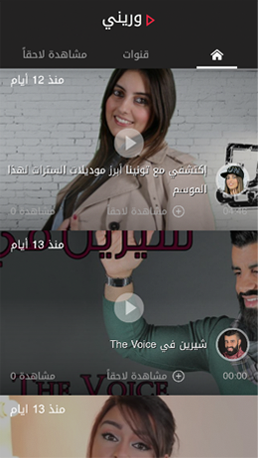 وريني
قنوات
مشاهدة لاحقاً
منذ 12 أيام
إكتشفي مع تونيتا أبرز موديلات السترات لهذا
الموسم
مشاهدة لاحقاً
0 مشاهدة
منذ 13 أيام
شيرين في
شيرين في The Voice
THE VOICE
00:00
مشاهدة لاحقاً
0 مشاهدة
منذ 13 أيام